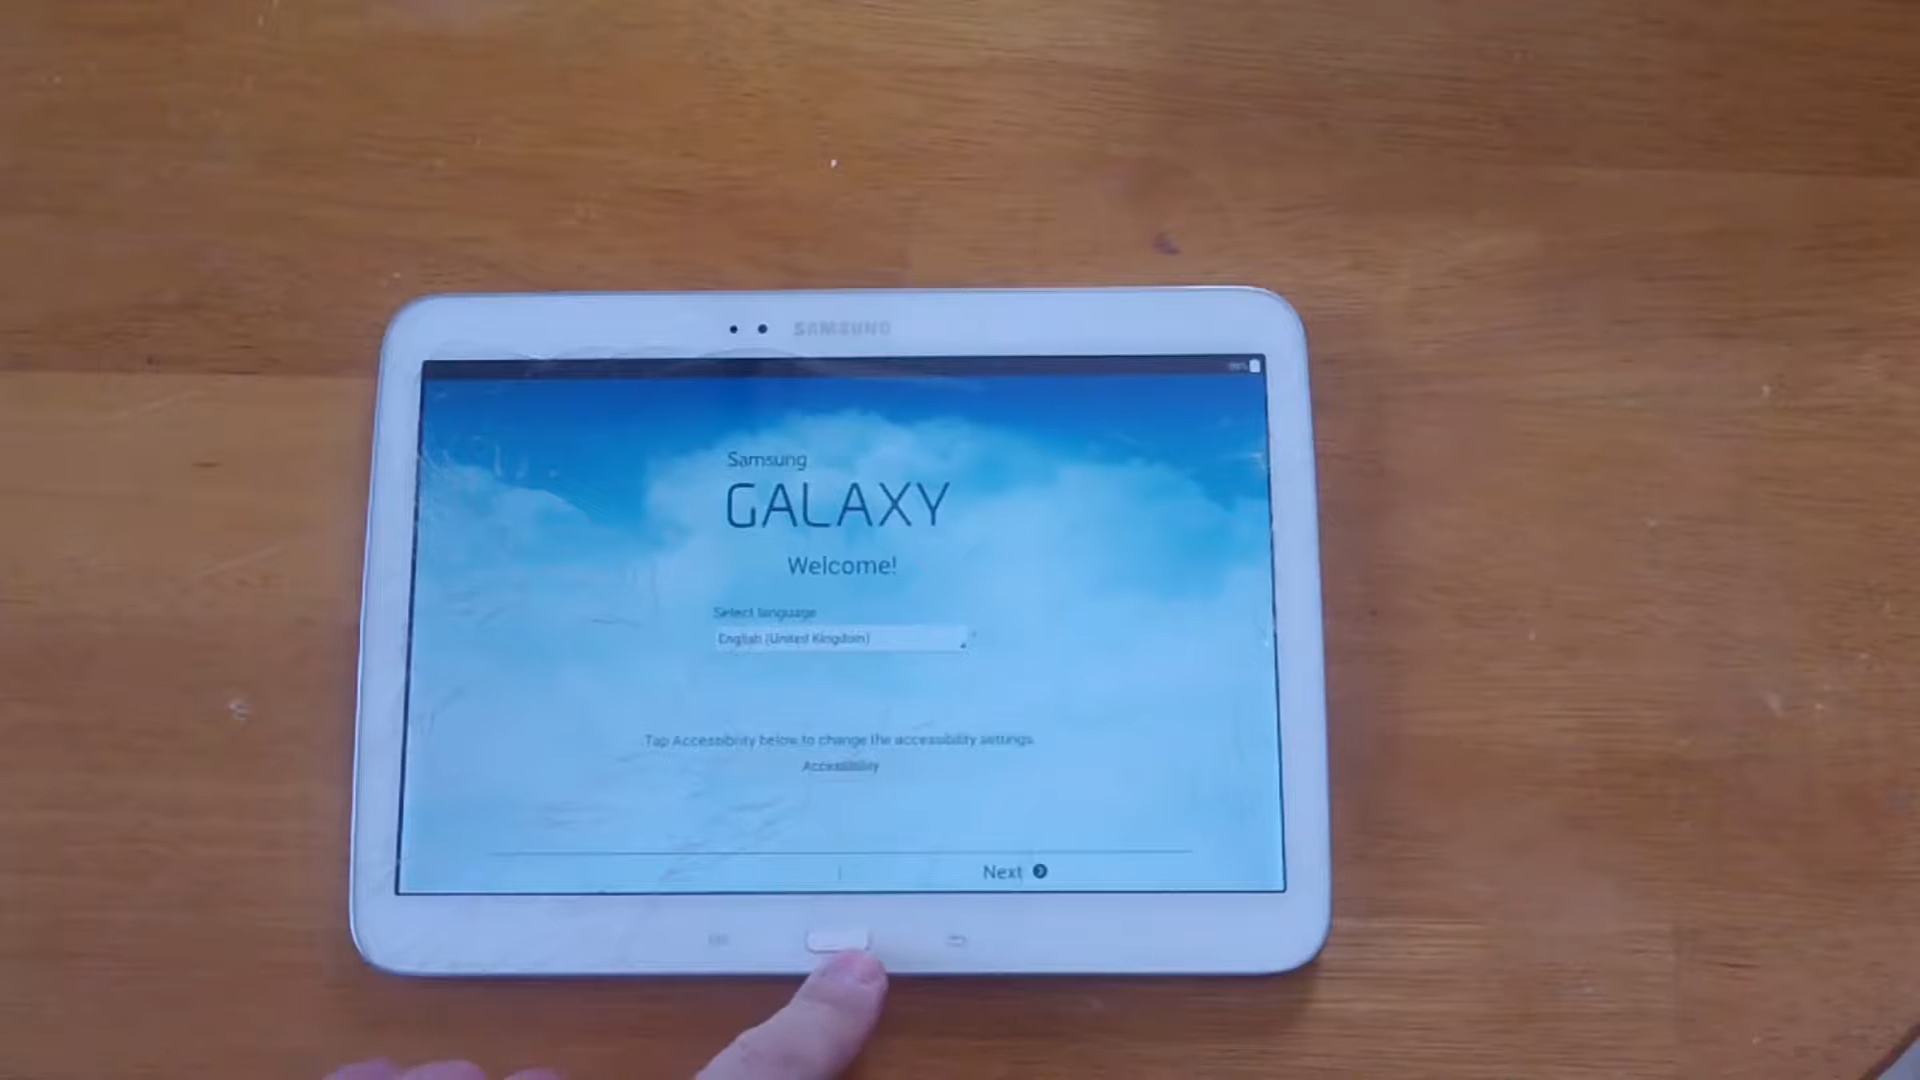 SAMSUNG
Samsung
GALAXY
Welcome!
Select language
English (United Kingdom)
Tap Accessibility below to change the accessibility settings.
Accessibility
Next